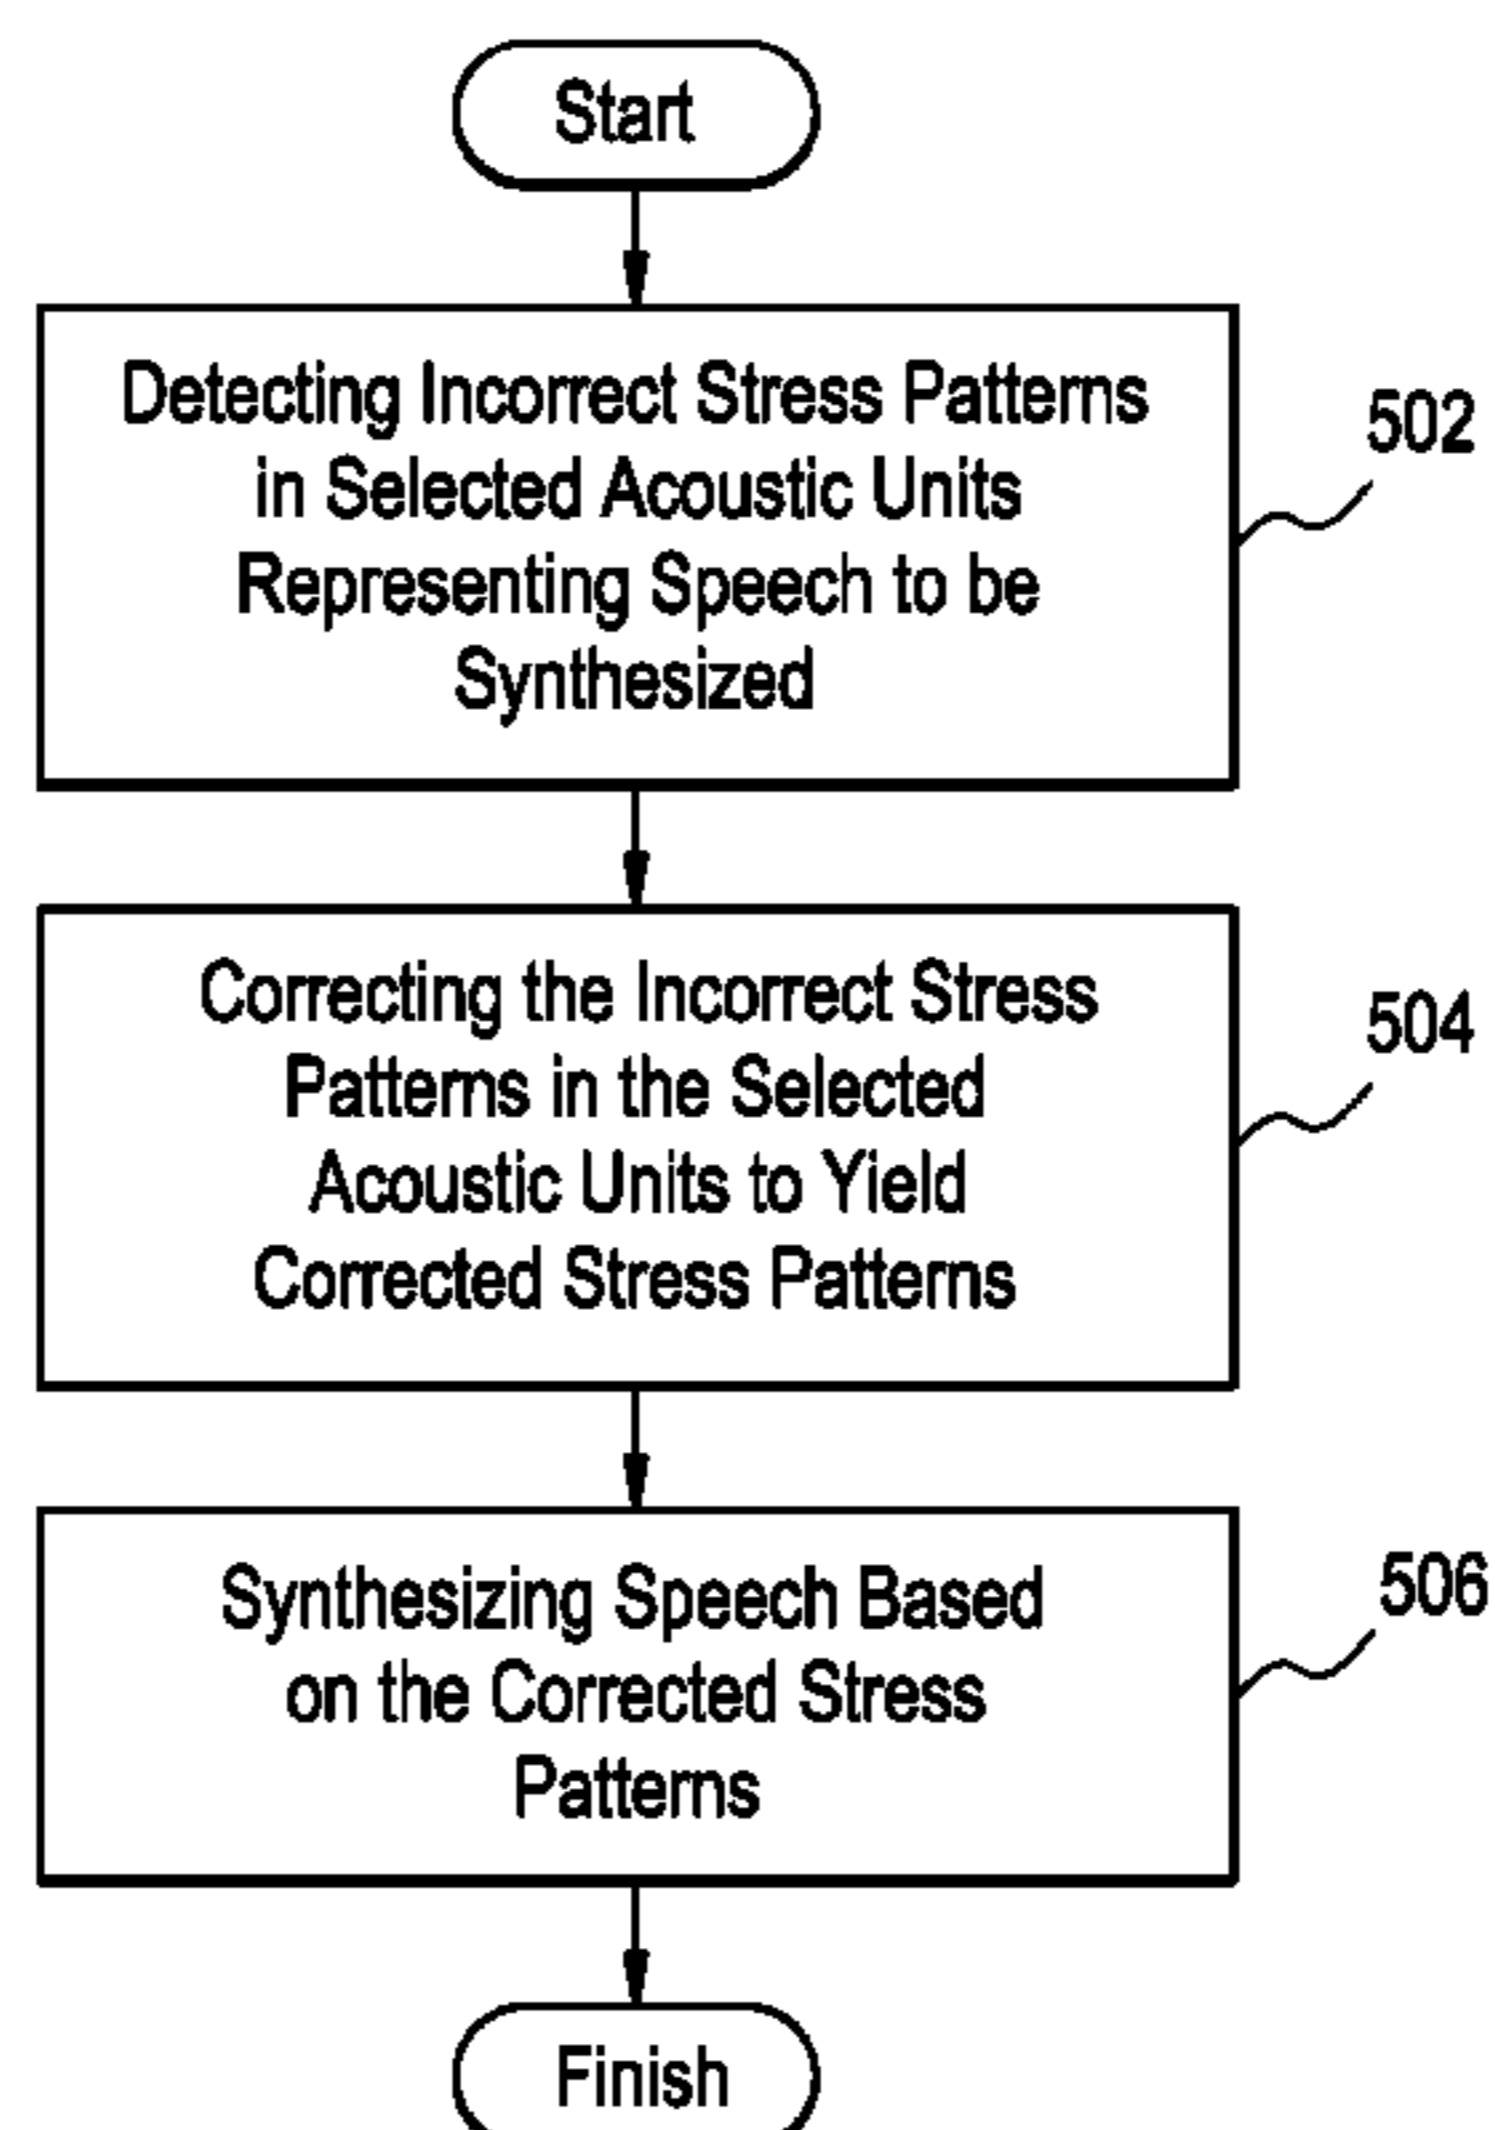 Start
Detecting Incorrect Stress Patterns
in Selected Acoustic Units
Representing Speech to be
Synthesized
502
Correcting the Incorrect Stress
Patterns in the Selected
Acoustic Units to Yield
Corrected Stress Patterns
504
Synthesizing Speech Based
on the Corrected Stress
Patterns
506
Finish